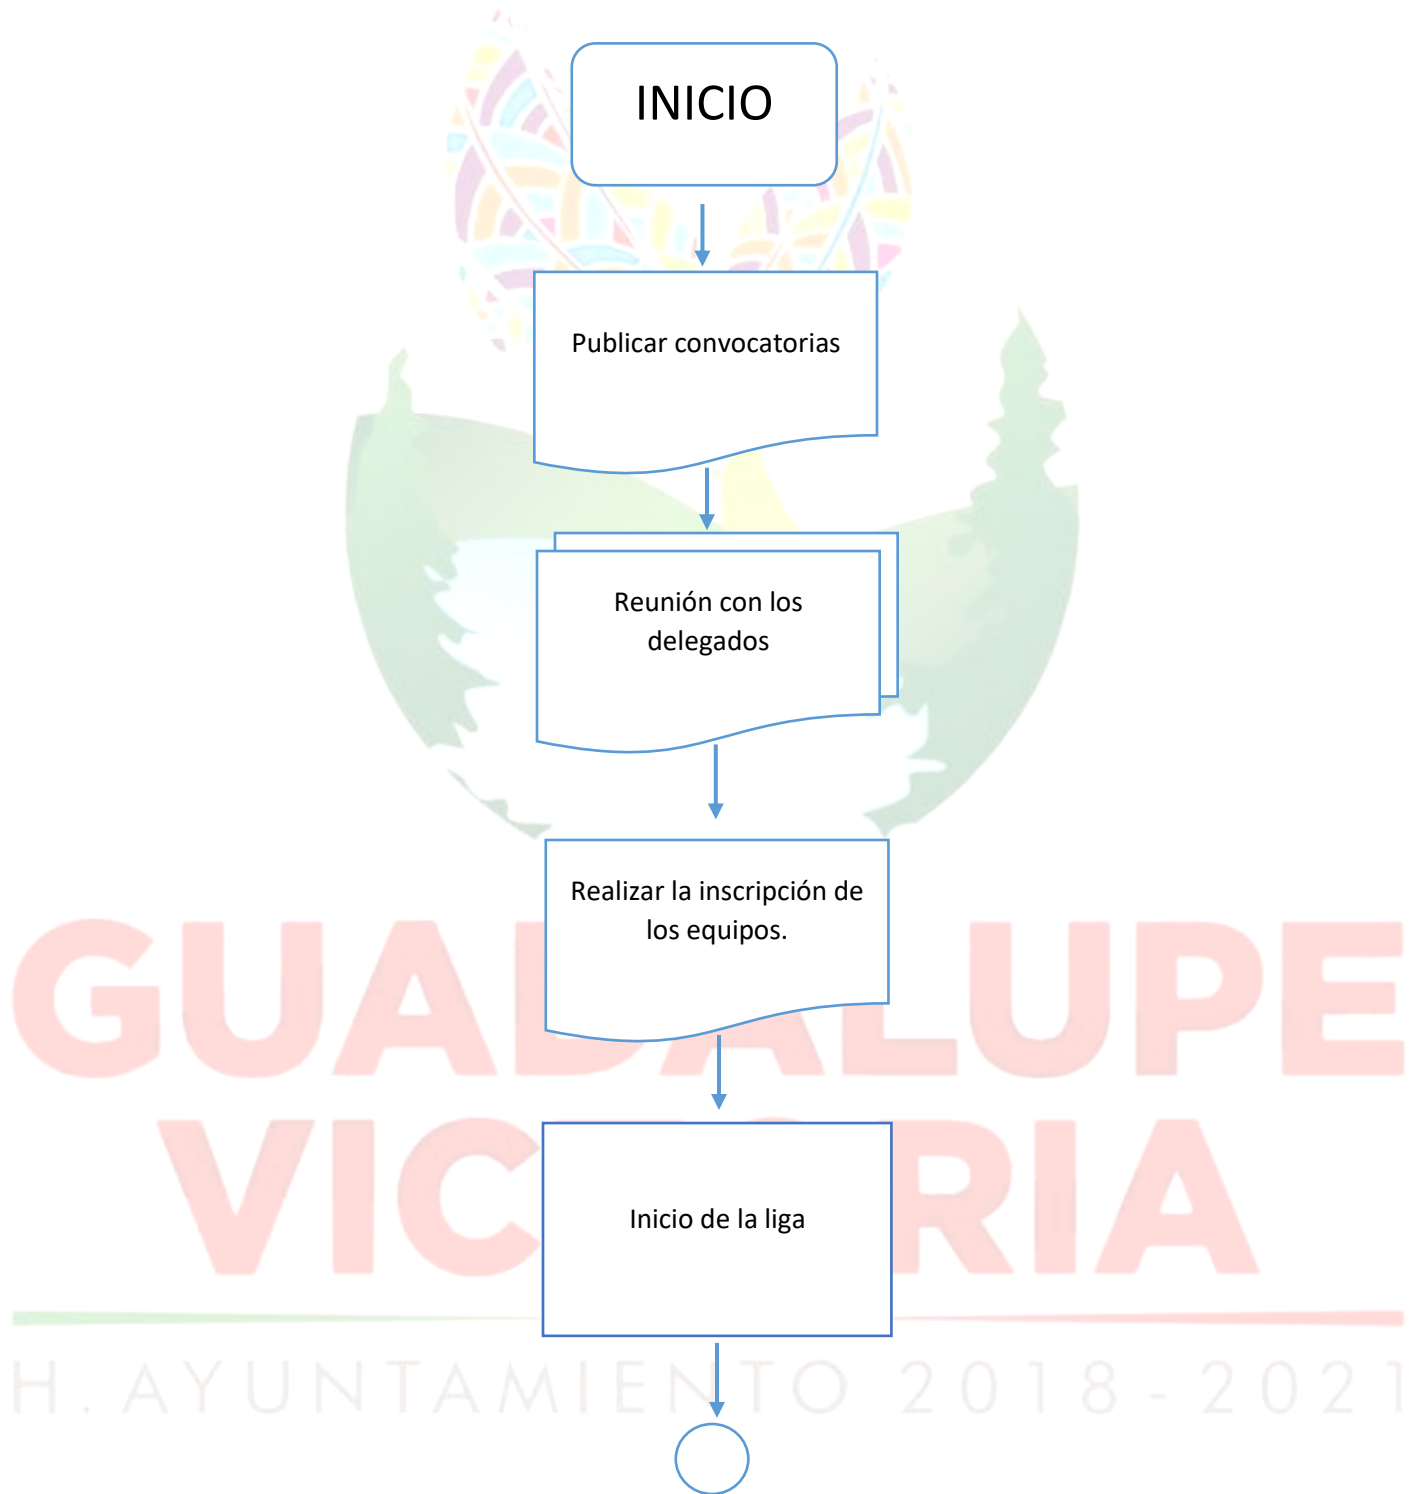 INICIO
Publicar convocatorias
Reunión con los
delegados
Realizar la inscripción de
los equipos.
GUADALUPE
VICTORIA
Inicio de la liga
H. AYUNTAMIENTO 2018 - 2021